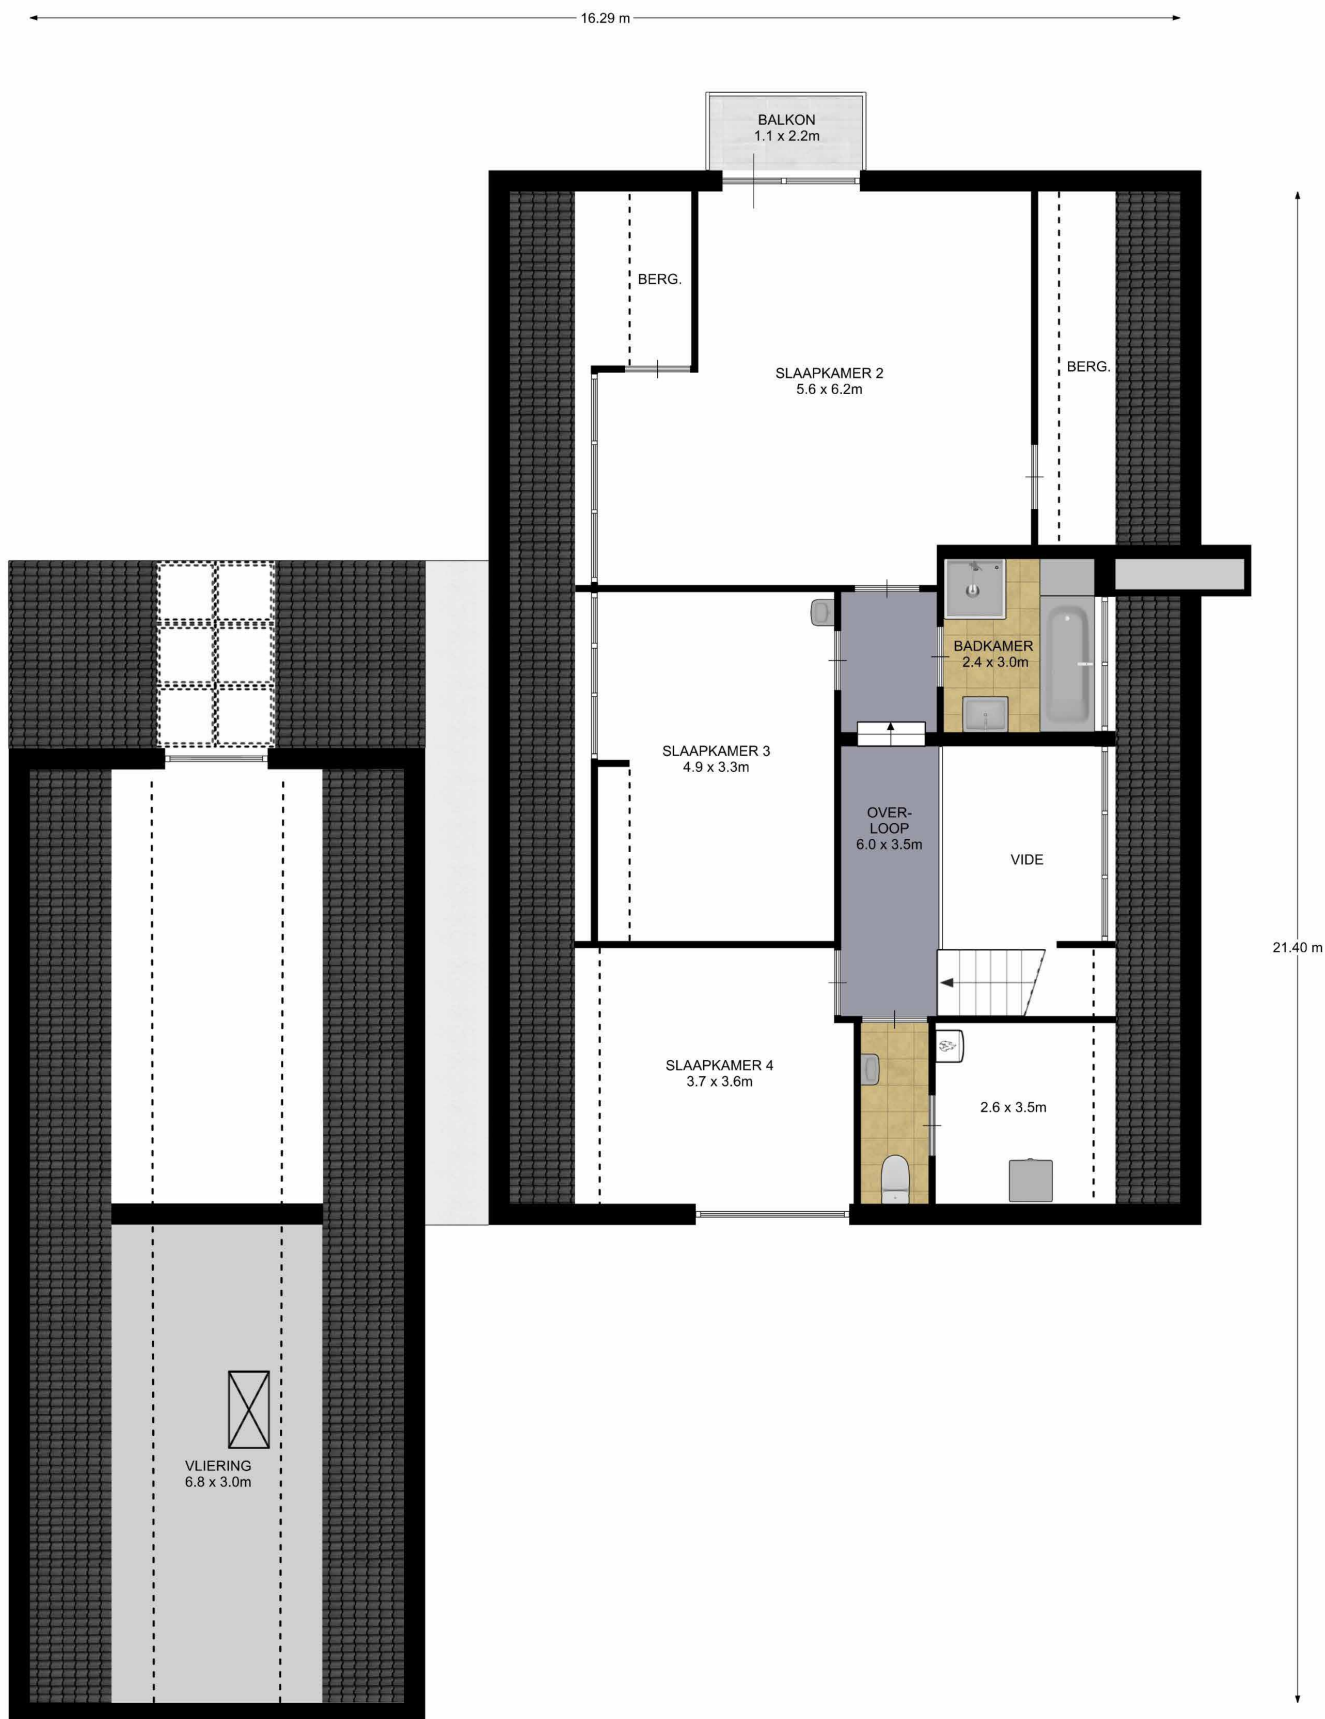 16.29 m
BALKON
1.1 x 2.2m
BERG.
SLAAPKAMER 2
5.6 x 6.2m
BERG.
BADKAMER
2.4 x 3.0m
SLAAPKAMER 3
4.9 x 3.3m
OVER-
LOOP
6.0 x 3.5m
VIDE
21.40 m
SLAAPKAMER 4
3.7 x 3.6m
2.6 x 3.5m
VLIERING
6.8 x 3.0m